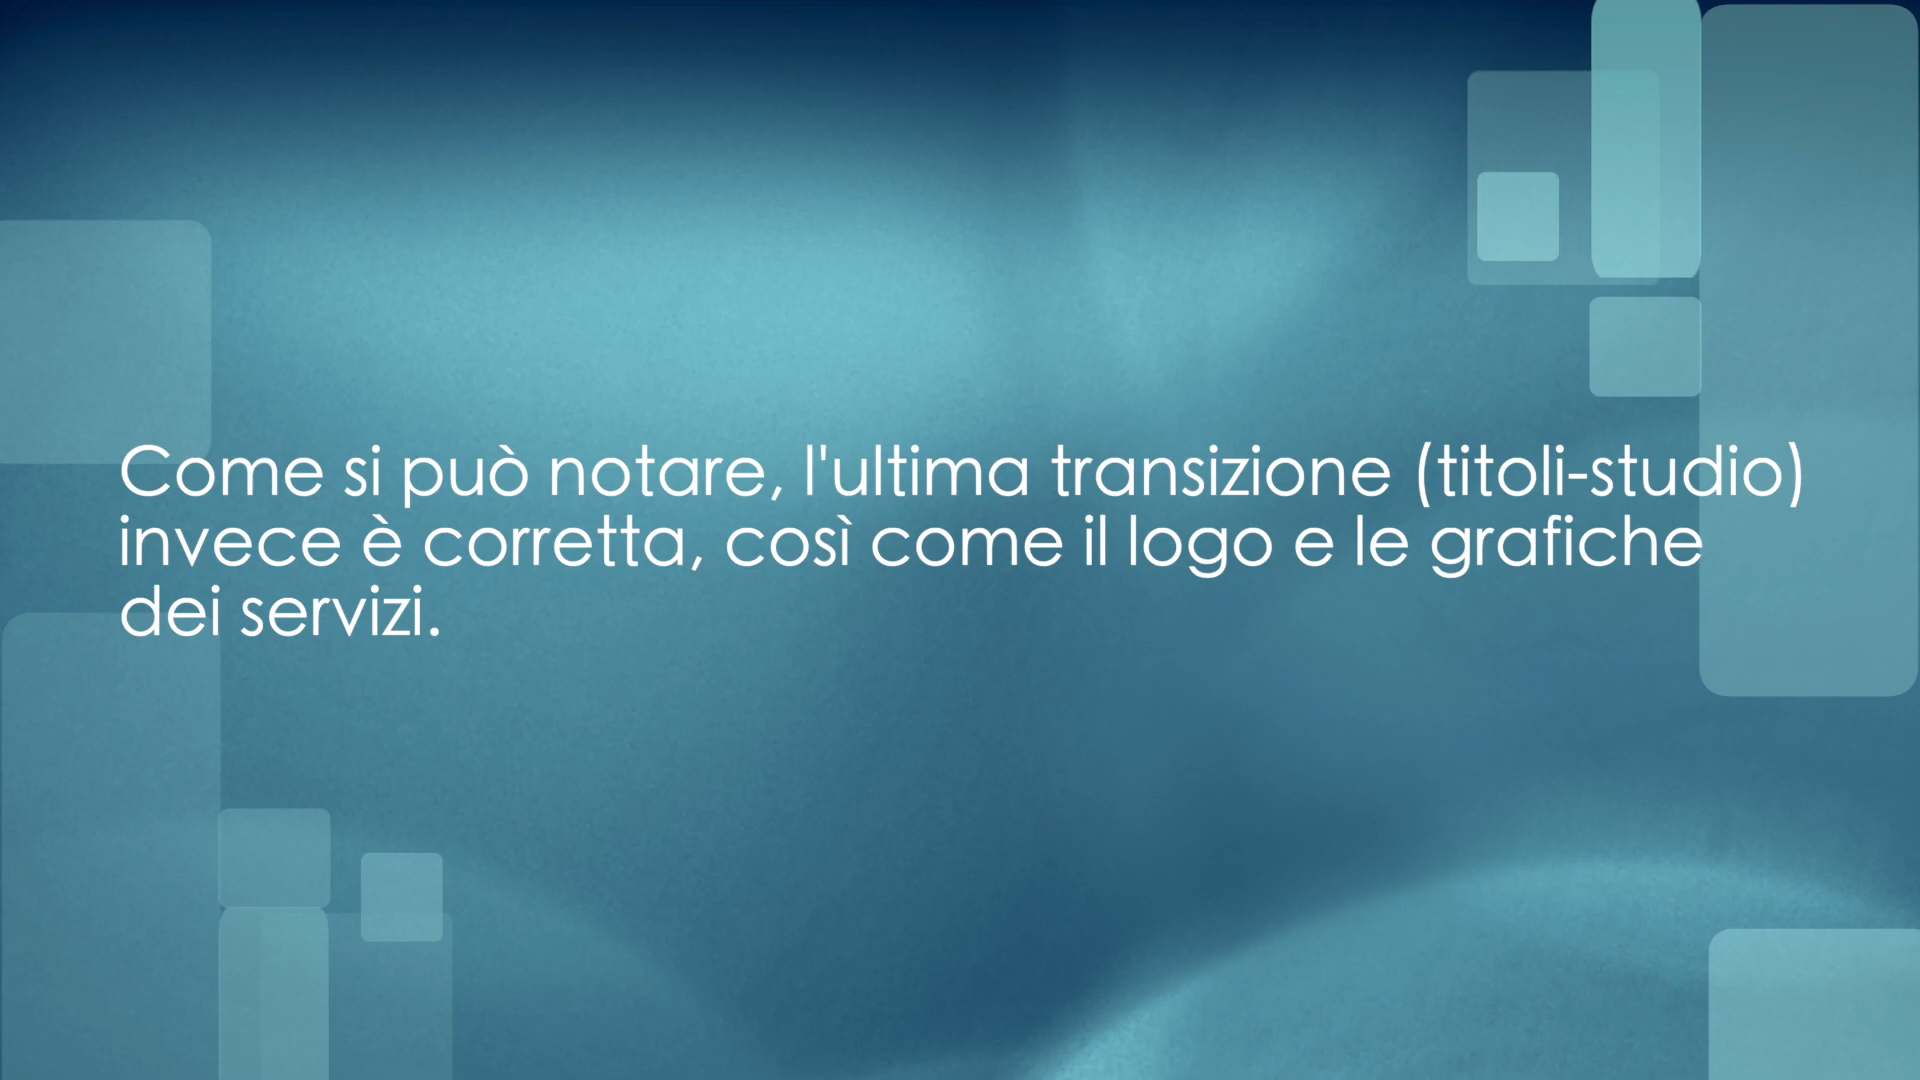 Come si può notare, l'ultima transizione (titoli-studio)
invece è corretta, così come il logo e le grafiche
dei servizi.